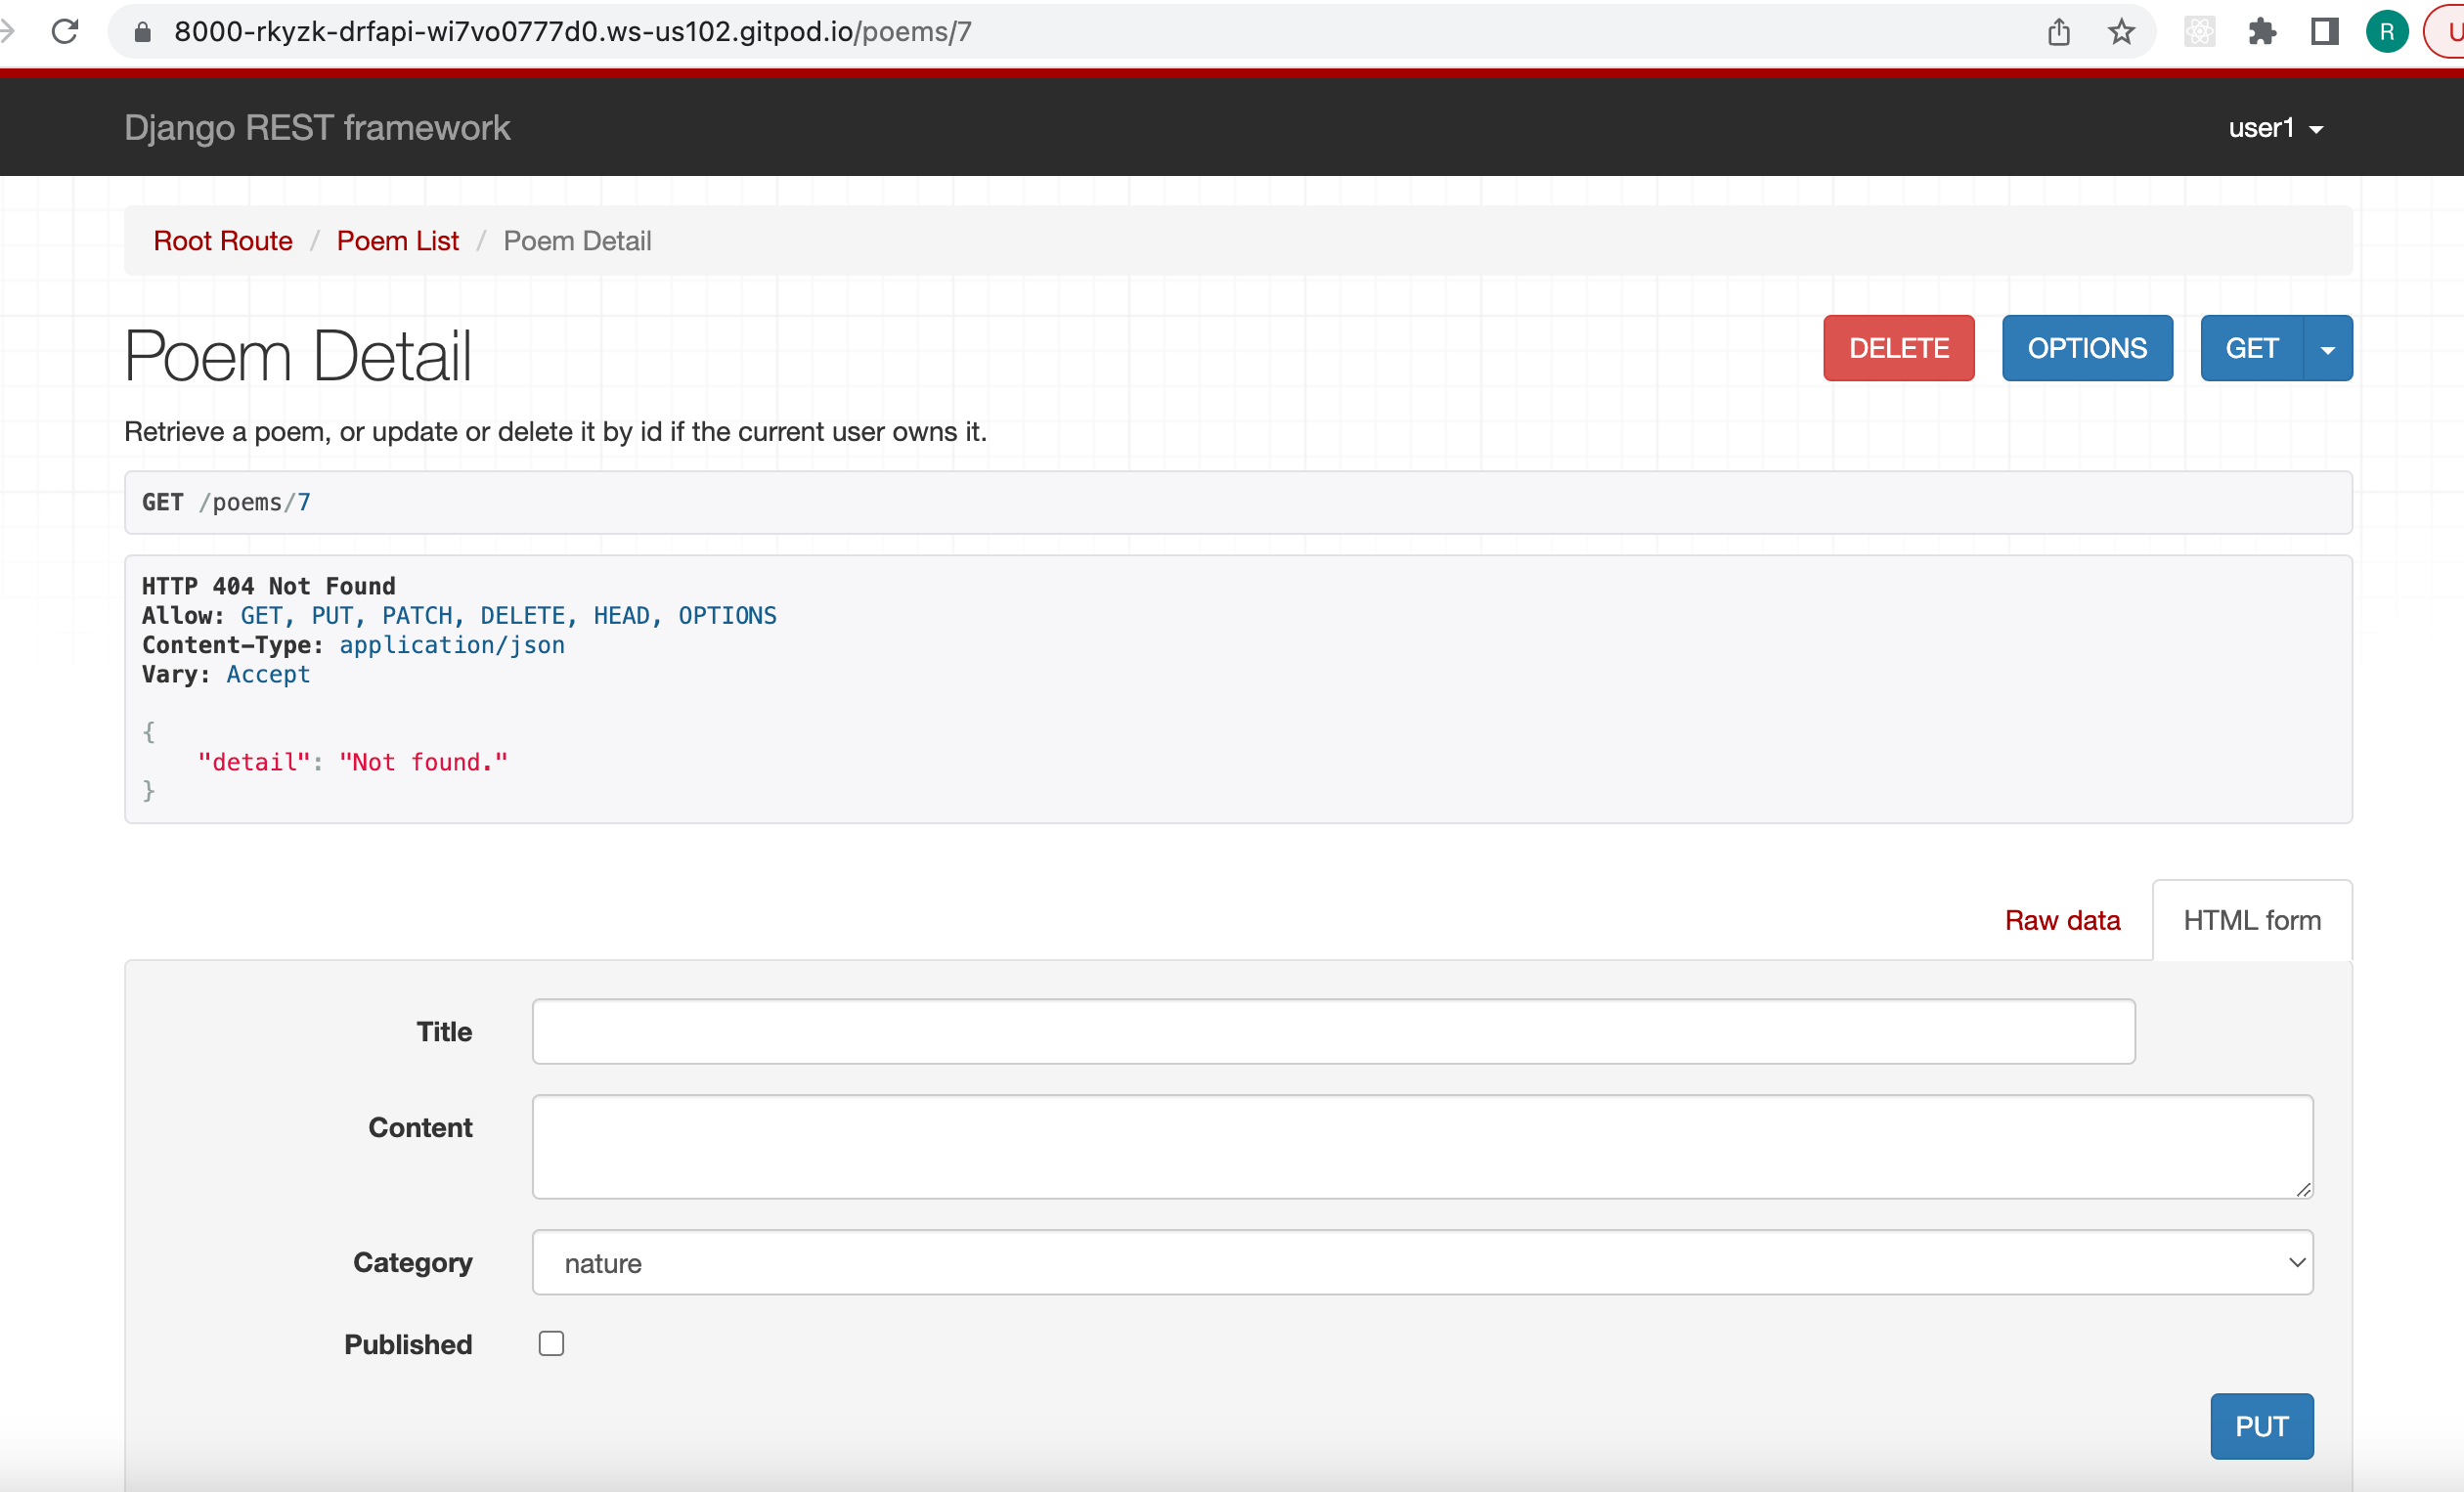 8000-rkyzk-drfapi-wi7vo0777d0.ws-us102.gitpod.io/poems/7
R
U
Django REST framework
user1
Root Route / Poem List / Poem Detail
Poem Detail
DELETE
OPTIONS
GET
Retrieve a poem, or update or delete it by id if the current user owns it.
GET /poems/7
HTTP 404 Not Found
Allow: GET, PUT, PATCH, DELETE, HEAD, OPTIONS
Content-Type: application/json
Vary: Accept
{
"detail": "Not found."
}
Raw data
HTML form
Title
Content
Category
nature
Published
PUT